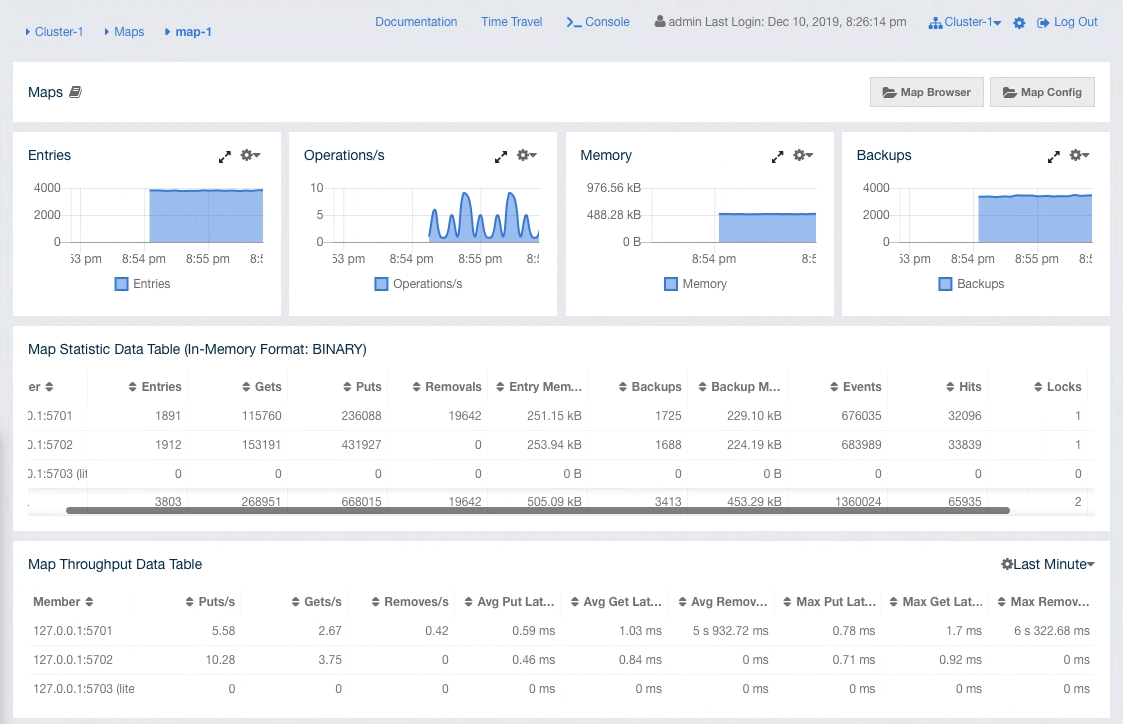 Documentation Time Travel Console admin Last Login: Dec 10, 2019, 8:26:14 pm Cluster-1 Log Out
Cluster-1 Maps map-1
Maps Map Browser Map Config
Entries Operations/s Memory Backups
4000 10 976.56 kB 4000
2000 5 488.28 kB 2000
0 0 0 B 0
53 pm 8:54 pm 8:55 pm 8:5 53 pm 8:54 pm 8:55 pm 8:5 8:54 pm 8:5 53 pm 8:54 pm 8:55 pm 8:5
Entries Operations/s Memory Backups
Map Statistic Data Table (In-Memory Format: BINARY)
er Entries Gets Puts Removals Entry Mem... Backups Backup M... Events Hits Locks
0.1:5701 1891 115760 236088 19642 251.15 kB 1725 229.10 kB 676035 32096 1
0.1:5702 1912 153191 431927 0 253.94 kB 1688 224.19 kB 683989 33839 1
0.1:5703 (lit 0 0 0 0 0 B 0 0 B 0 0 0
3803 268951 668015 19642 505.09 kB 3413 453.29 kB 1360024 65935 2
Map Throughput Data Table Last Minute
Member Puts/s Gets/s Removes/s Avg Put Lat... Avg Get Lat... Avg Remov... Max Put Lat... Max Get Lat... Max Remov...
127.0.0.1:5701 5.58 2.67 0.42 0.59 ms 1.03 ms 5 s 932.72 ms 0.78 ms 1.7 ms 6 s 322.68 ms
127.0.0.1:5702 10.28 3.75 0 0.46 ms 0.84 ms 0 ms 0.71 ms 0.92 ms 0 ms
127.0.0.1:5703 (lite 0 0 0 0 ms 0 ms 0 ms 0 ms 0 ms 0 ms